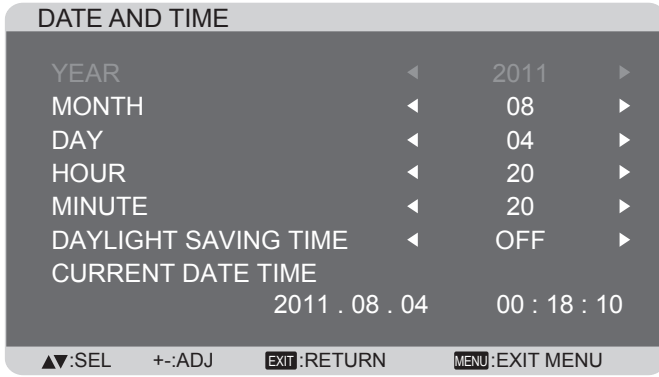 DATE AND TIME
YEAR ◀ 2011 ▶
MONTH ◀ 08 ▶
DAY ◀ 04 ▶
HOUR ◀ 20 ▶
MINUTE ◀ 20 ▶
DAYLIGHT SAVING TIME ◀ OFF ▶
CURRENT DATE TIME
2011 . 08 . 04 00 : 18 : 10
▲▼:SEL +-:ADJ EXIT:RETURN MENU:EXIT MENU